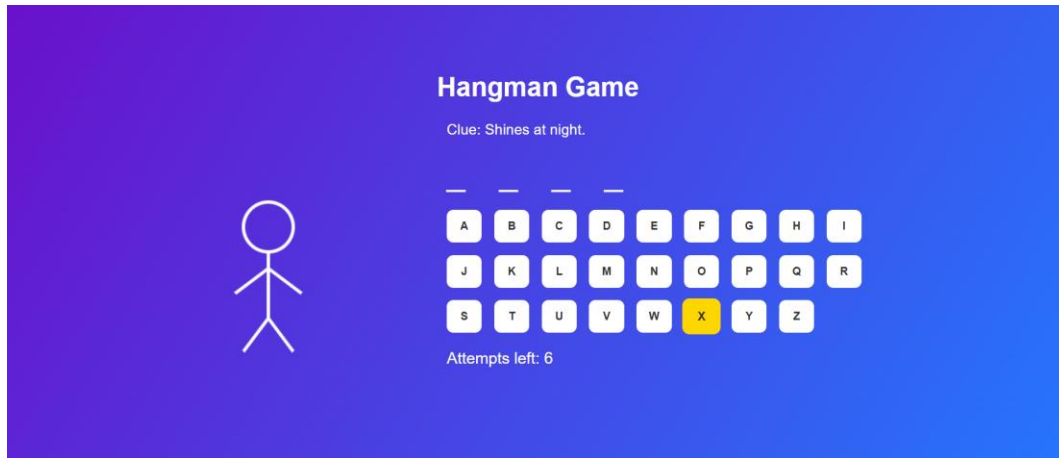 Hangman Game
Clue: Shines at night.
_ _ _ _
A B C D E F G H I
J K L M N O P Q R
S T U V W X Y Z
Attempts left: 6